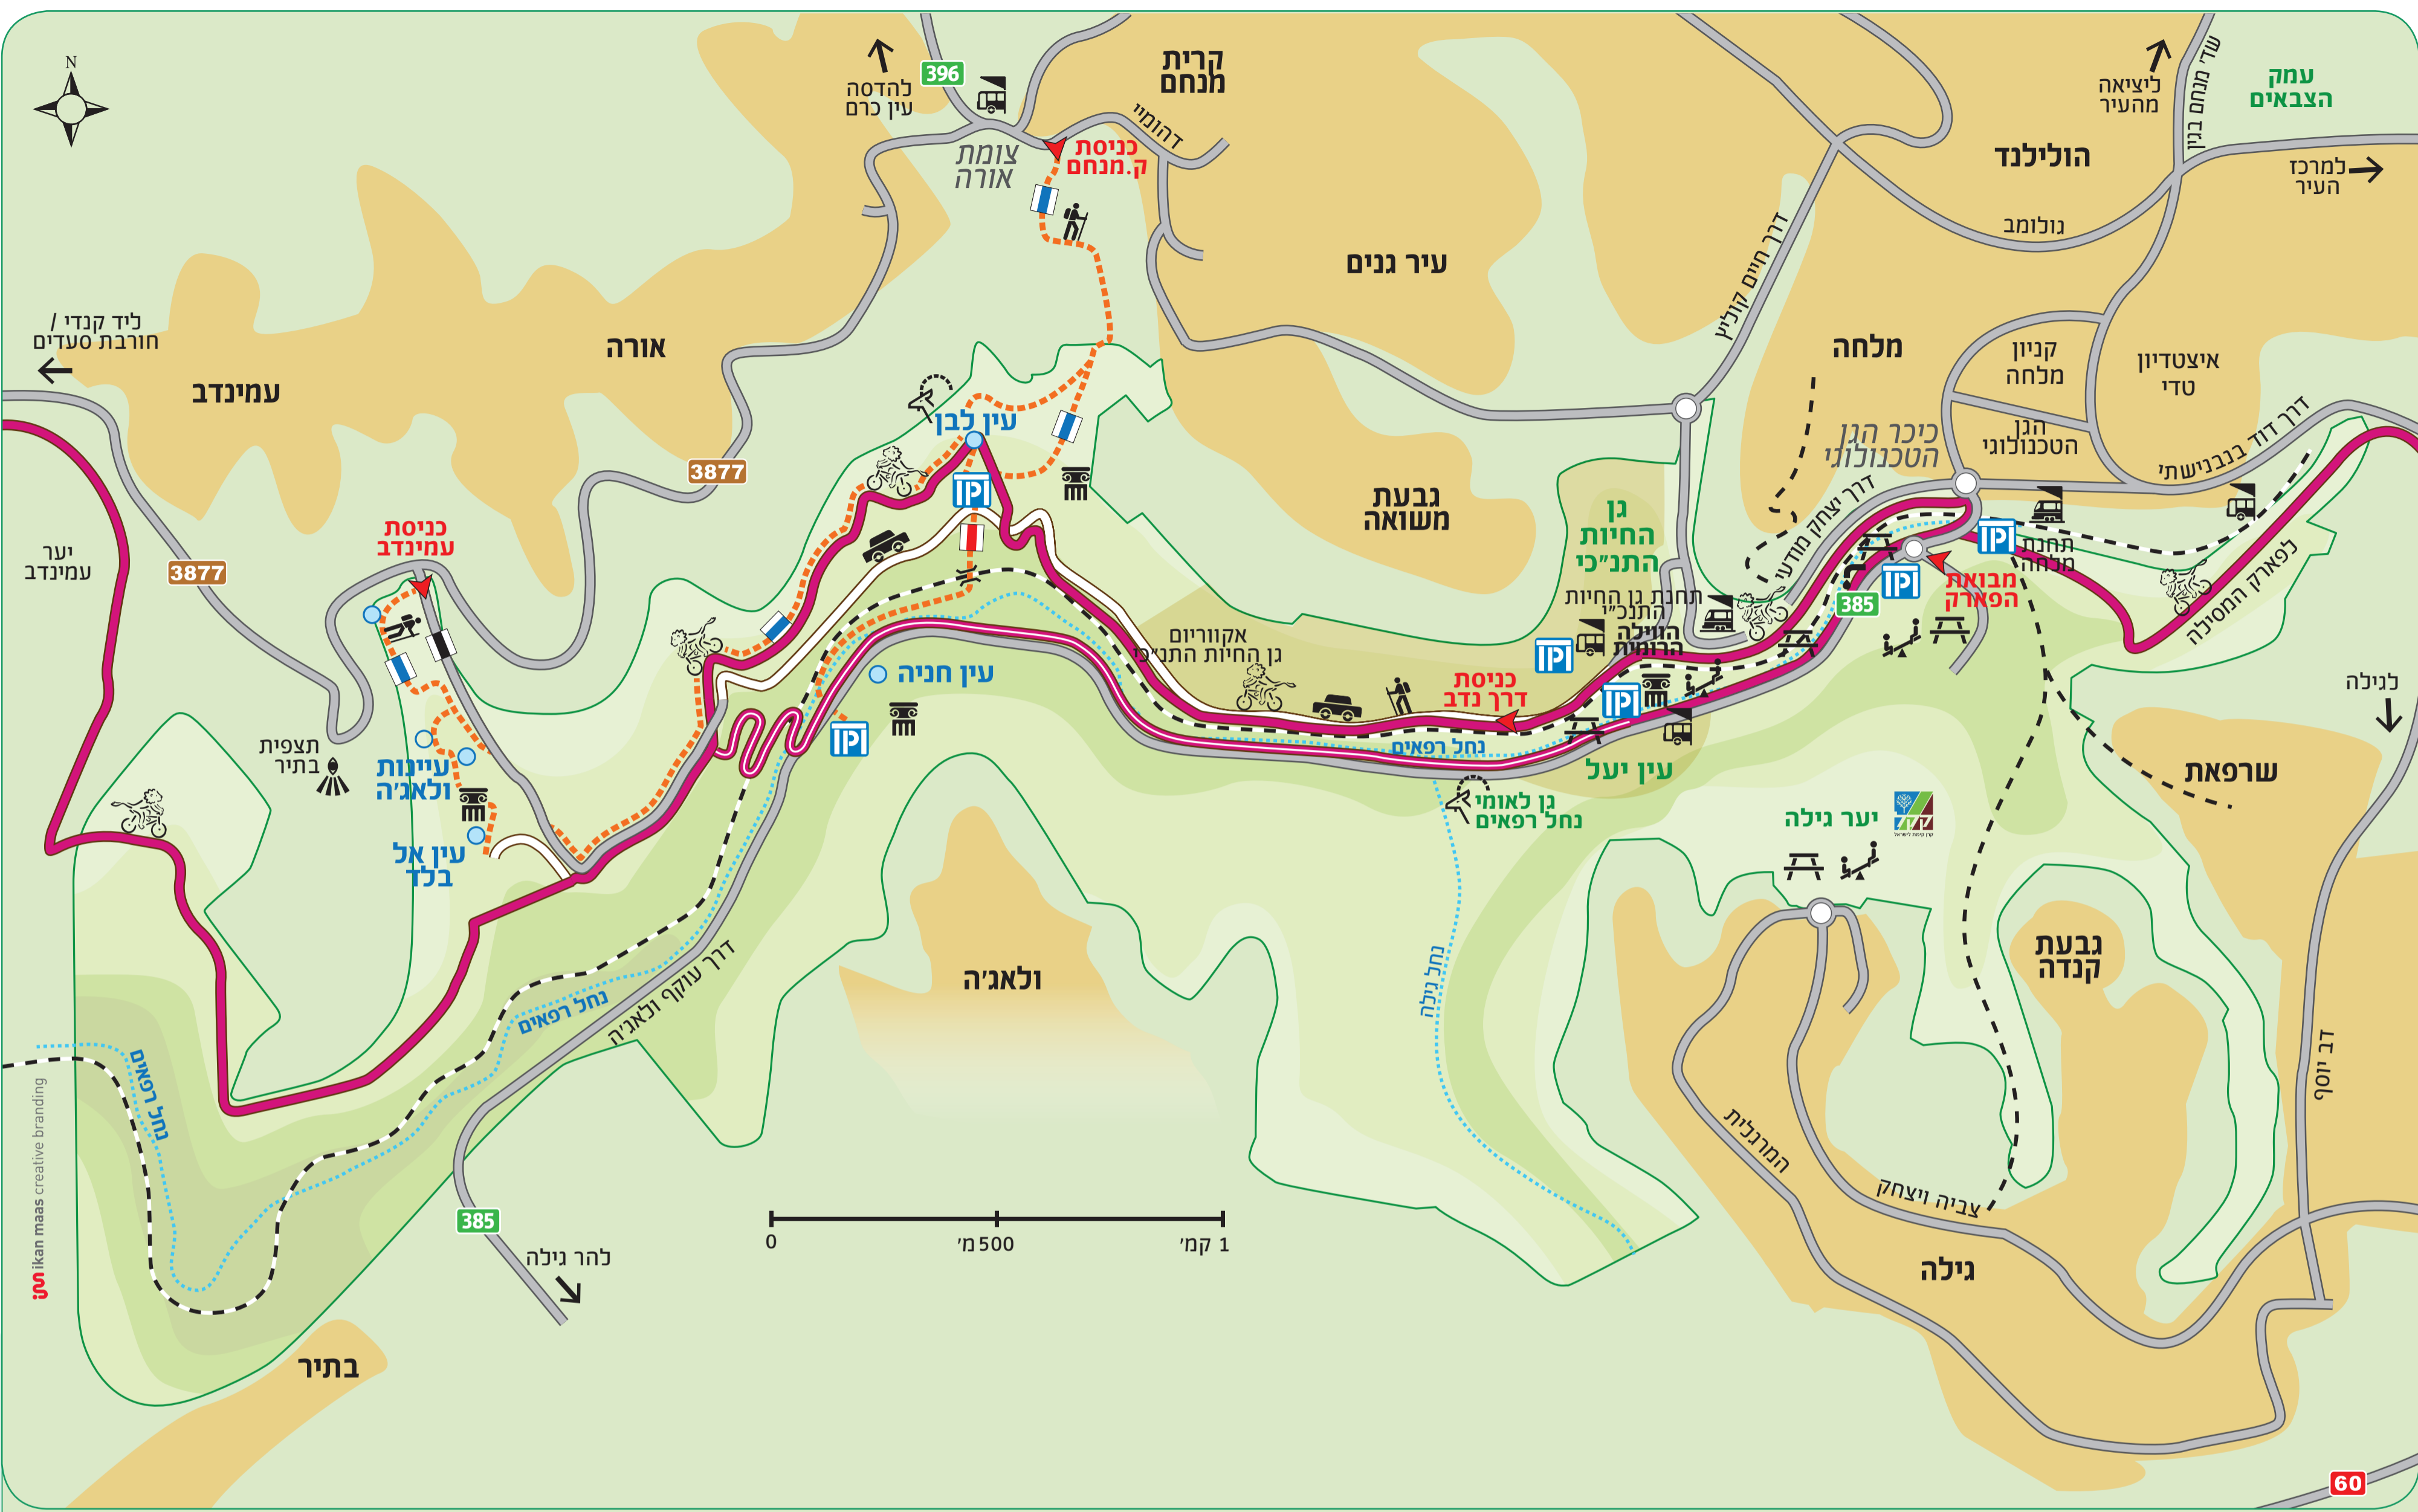 N
להדסה
עין כרם
396
קרית
מנחם
דהומיי
כניסת
ק.מנחם
צומת
אורה
ליציאה
מהעיר
שד' מנחם בגין
עמק
הצבאים
הולילנד
למרכז
העיר
גולומב
עיר גנים
דרך חיים קוליץ
ליד קנדי /
חורבת סעדים
עמינדב
אורה
מלחה
קניון
מלחה
איצטדיון
טדי
הגן
הטכנולוגי
כיכר הגן
הטכנולוגי
דרך דוד בנבנישתי
דרך יצחק מודעי
3877
עין לבן
גבעת
משואה
גן
החיות
התנ"כי
כניסת
עמינדב
יער
עמינדב
3877
תחנת
מלחה
מבואת
הפארק
385
לפארק המסילה
תחנת גן החיות
התנכ"י
הווילה
הרומית
אקווריום
גן החיות התנ"כי
עין חניה
כניסת
דרך נדב
לגילה
נחל רפאים
עין יעל
תצפית
בתיר
עיינות
ולאג'ה
גן לאומי
נחל רפאים
שרפאת
יער גילה
קרן קימת לישראל
עין אל
בלד
ולאג'ה
גבעת
קנדה
נחל גילה
דרך עוקף ולאג'ה
נחל רפאים
נחל רפאים
דב יוסף
המרגלית
צביה ויצחק
גילה
385
להר גילה
0
500 מ'
1 קמ'
בתיר
60
ikan maas creative branding